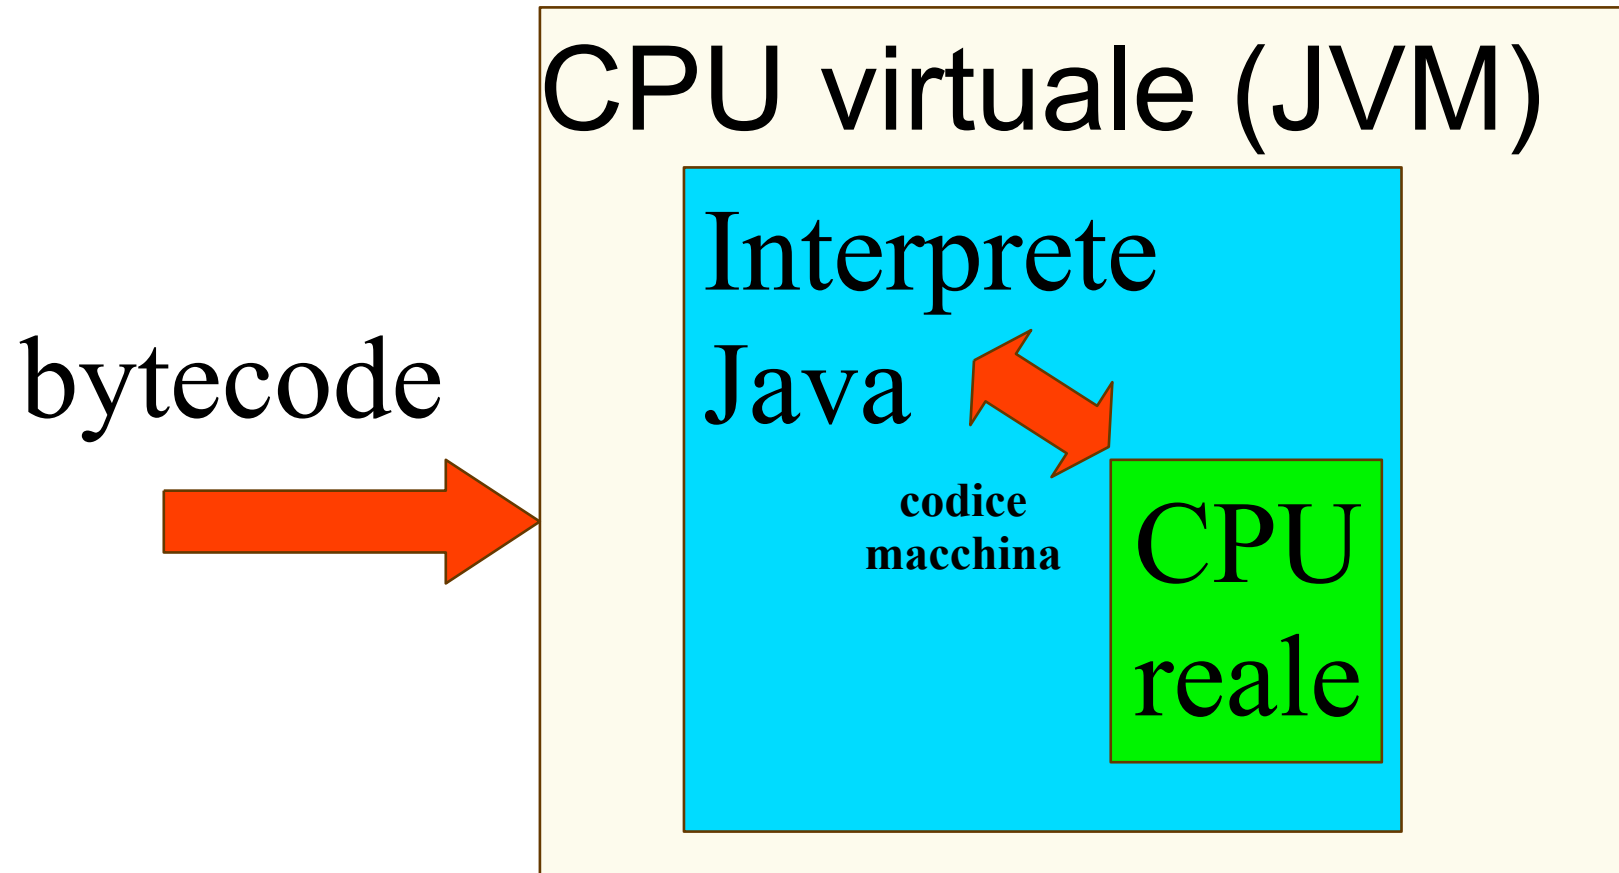 CPU virtuale (JVM)
Interprete
Java
bytecode
codice
macchina
CPU
reale